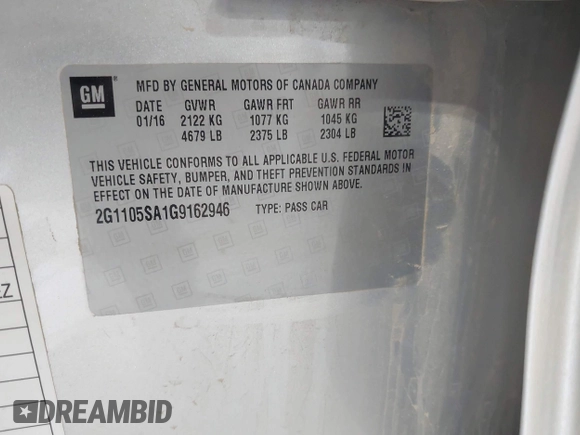 GM
MFD BY GENERAL MOTORS OF CANADA COMPANY
DATE GVWR GAWR FRT GAWR RR
01/16 2122 KG 1077 KG 1045 KG
4679 LB 2375 LB 2304 LB
THIS VEHICLE CONFORMS TO ALL APPLICABLE U.S. FEDERAL MOTOR
VEHICLE SAFETY, BUMPER, AND THEFT PREVENTION STANDARDS IN
EFFECT ON THE DATE OF MANUFACTURE SHOWN ABOVE.
2G1105SA1G9162946 TYPE: PASS CAR
DREAMBID